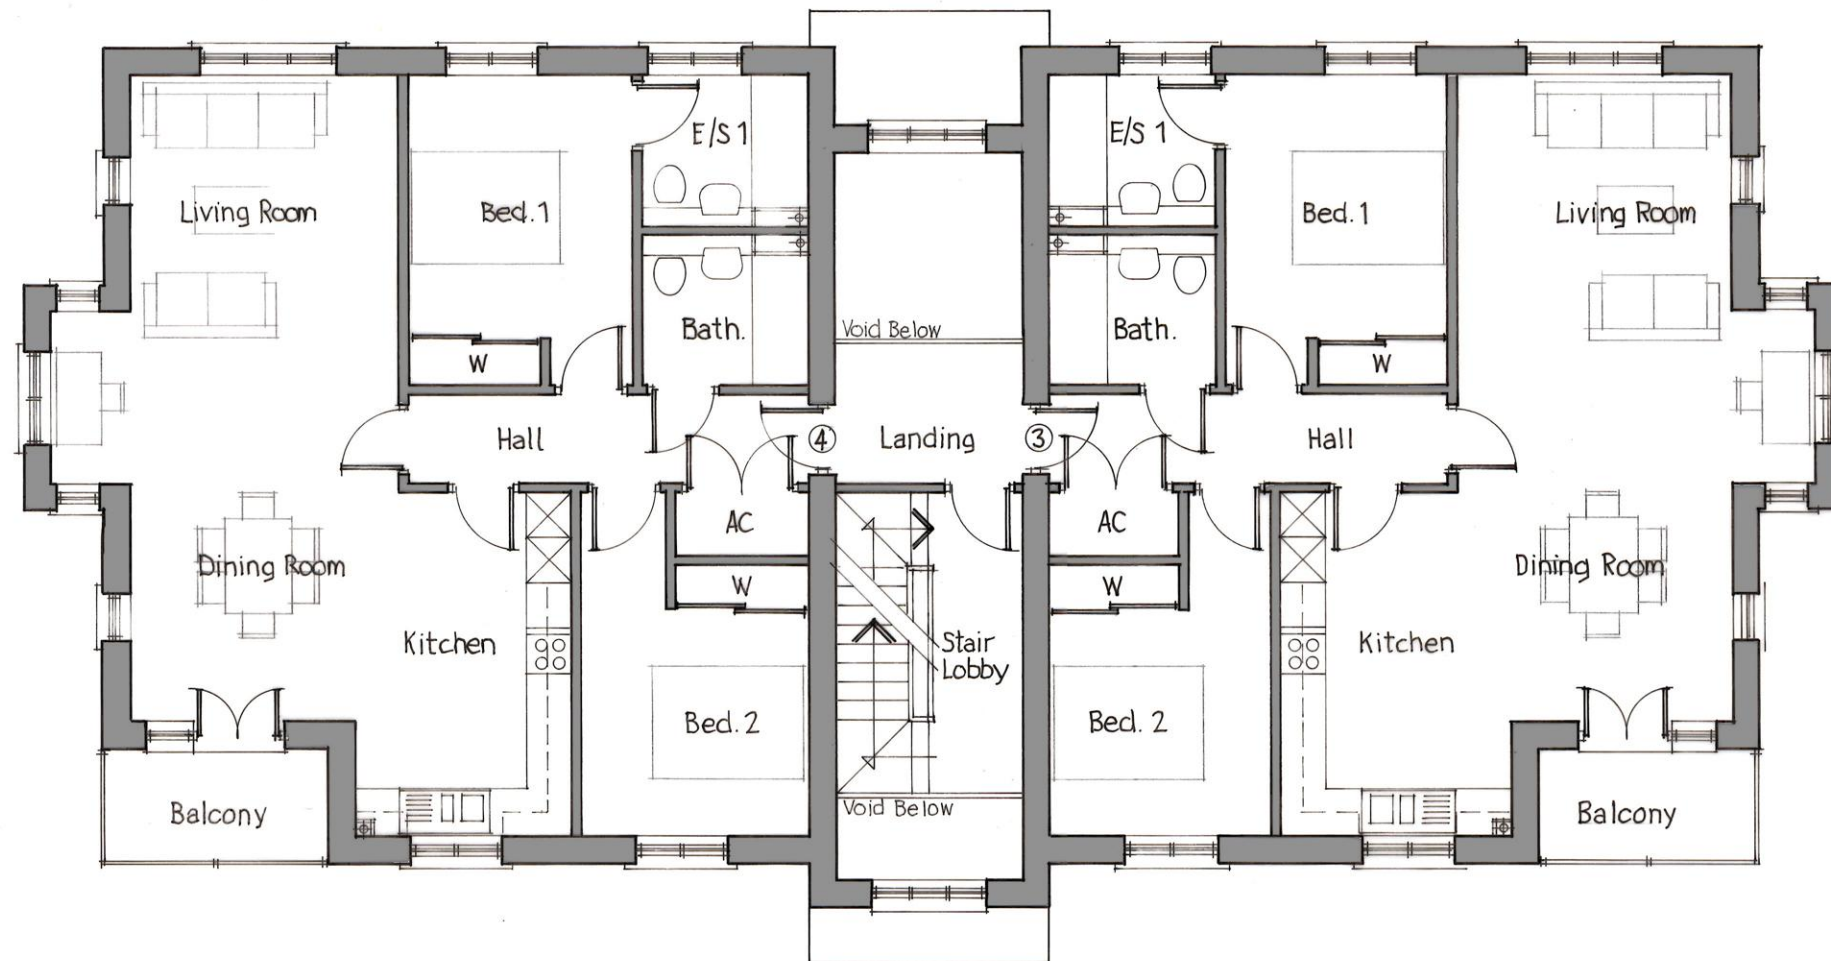 E/S 1
E/S 1
Living Room
Bed.1
Bed.1
Living Room
Bath.
Void Below
Bath.
W
W
Hall
4
Landing
3
Hall
AC
AC
Dining Room
W
W
Dining Room
Kitchen
Stair
Lobby
Kitchen
Bed.2
Bed.2
Balcony
Void Below
Balcony